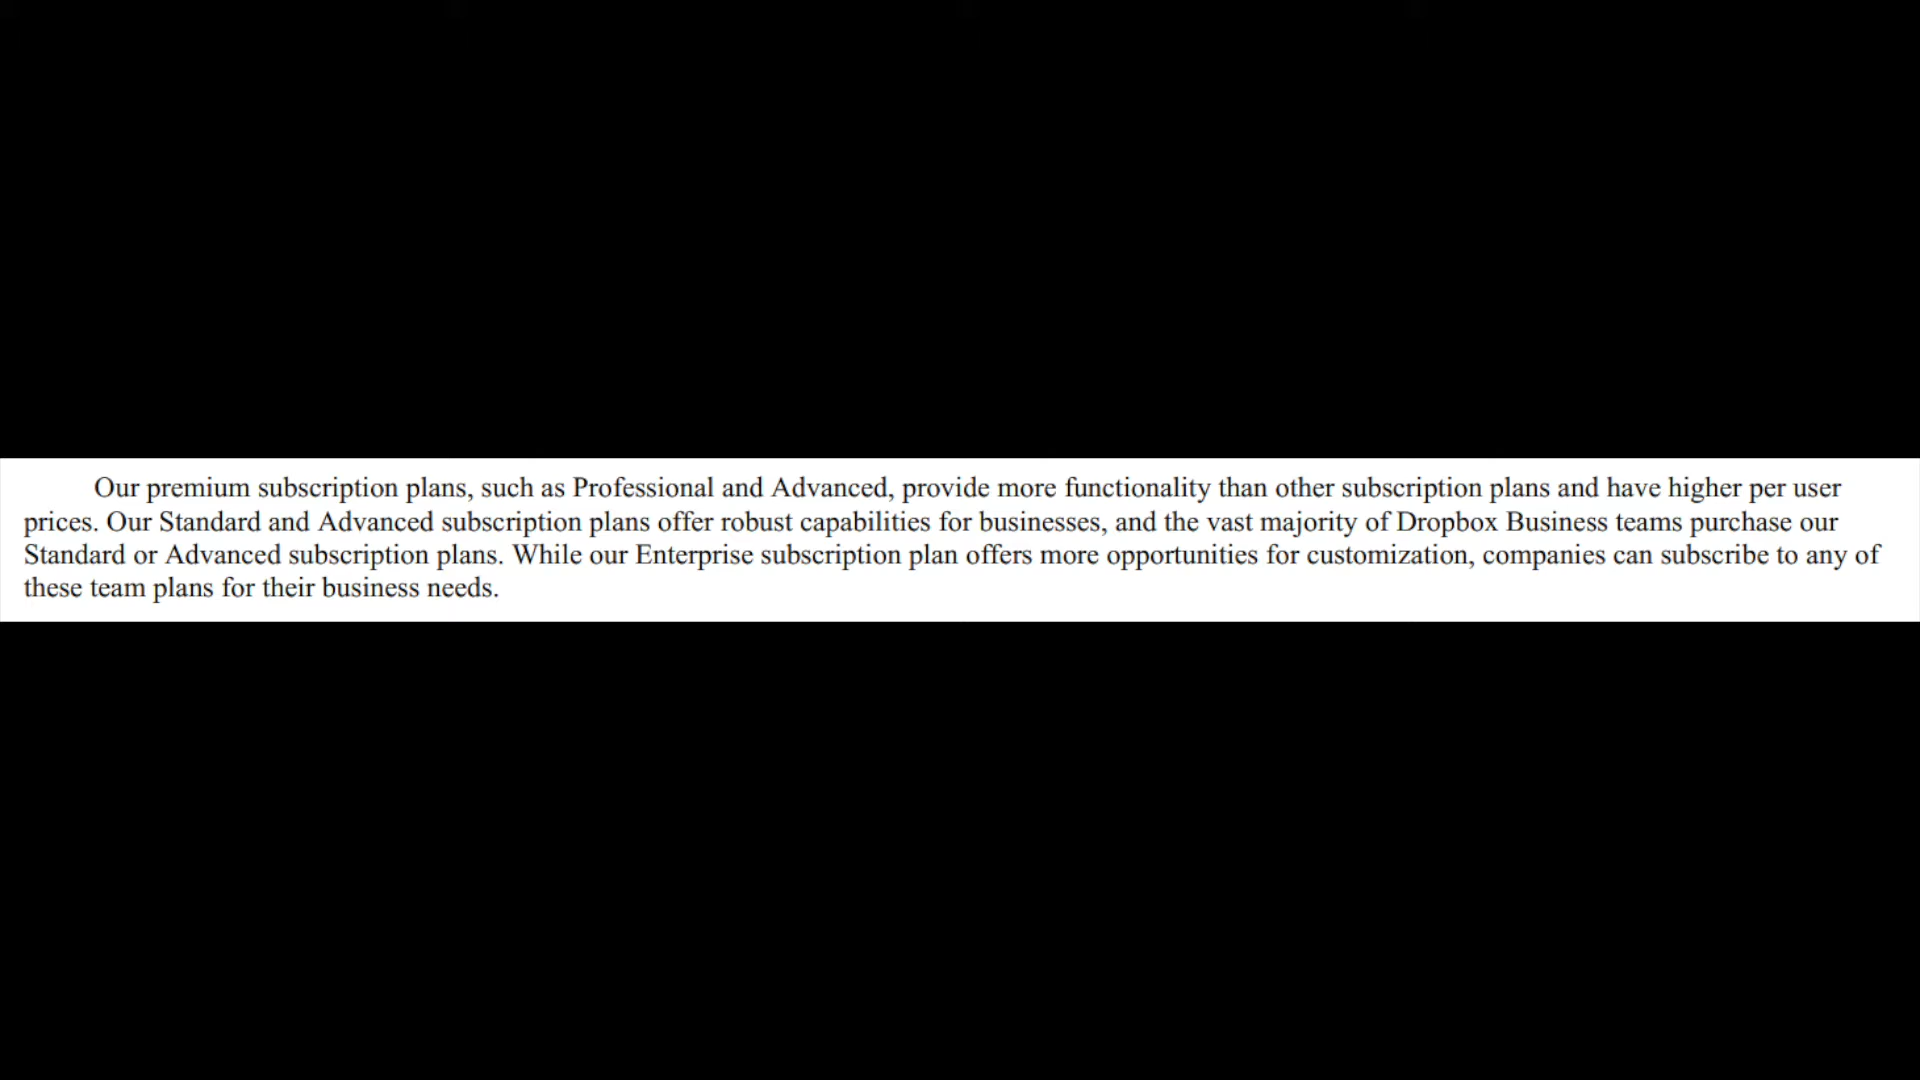 Our premium subscription plans, such as Professional and Advanced, provide more functionality than other subscription plans and have higher per user
prices. Our Standard and Advanced subscription plans offer robust capabilities for businesses, and the vast majority of Dropbox Business teams purchase our
Standard or Advanced subscription plans. While our Enterprise subscription plan offers more opportunities for customization, companies can subscribe to any of
these team plans for their business needs.